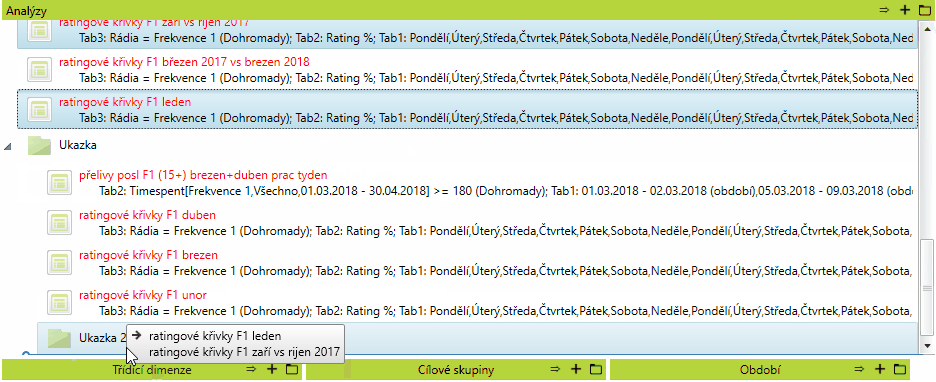 Analýzy
ratingové křivky F1 září vs rijen 2017
Tab3: Rádia = Frekvence 1 (Dohromady); Tab2: Rating %; Tab1: Pondělí,Úterý,Středa,Čtvrtek,Pátek,Sobota,Neděle,Pondělí,Úterý,Středa,Čtvrtek,Pátek,Sobota,Ned
ratingové křivky F1 březen 2017 vs brezen 2018
Tab3: Rádia = Frekvence 1 (Dohromady); Tab2: Rating %; Tab1: Pondělí,Úterý,Středa,Čtvrtek,Pátek,Sobota,Neděle,Pondělí,Úterý,Středa,Čtvrtek,Pátek,Sobota,Ned
ratingové křivky F1 leden
Tab3: Rádia = Frekvence 1 (Dohromady); Tab2: Rating %; Tab1: Pondělí,Úterý,Středa,Čtvrtek,Pátek,Sobota,Neděle,Pondělí,Úterý,Středa,Čtvrtek,Pátek,Sobota,Ned
Ukazka
přelivy posl F1 (15+) brezen+duben prac tyden
Tab2: Timespent[Frekvence 1,Všechno,01.03.2018 - 30.04.2018] >= 180 (Dohromady); Tab1: 01.03.2018 - 02.03.2018 (období),05.03.2018 - 09.03.2018 (obd
ratingové křivky F1 duben
Tab3: Rádia = Frekvence 1 (Dohromady); Tab2: Rating %; Tab1: Pondělí,Úterý,Středa,Čtvrtek,Pátek,Sobota,Neděle,Pondělí,Úterý,Středa,Čtvrtek,Pátek,Sobota,
ratingové křivky F1 brezen
Tab3: Rádia = Frekvence 1 (Dohromady); Tab2: Rating %; Tab1: Pondělí,Úterý,Středa,Čtvrtek,Pátek,Sobota,Neděle,Pondělí,Úterý,Středa,Čtvrtek,Pátek,Sobota,
ratingové křivky F1 unor
Tab3: Rádia = Frekvence 1 (Dohromady); Tab2: Rating %; Tab1: Pondělí,Úterý,Středa,Čtvrtek,Pátek,Sobota,Neděle,Pondělí,Úterý,Středa,Čtvrtek,Pátek,Sobota,
Ukazka 2
ratingové křivky F1 leden
ratingové křivky F1 září vs rijen 2017
Třídící dimenze
Cílové skupiny
Období